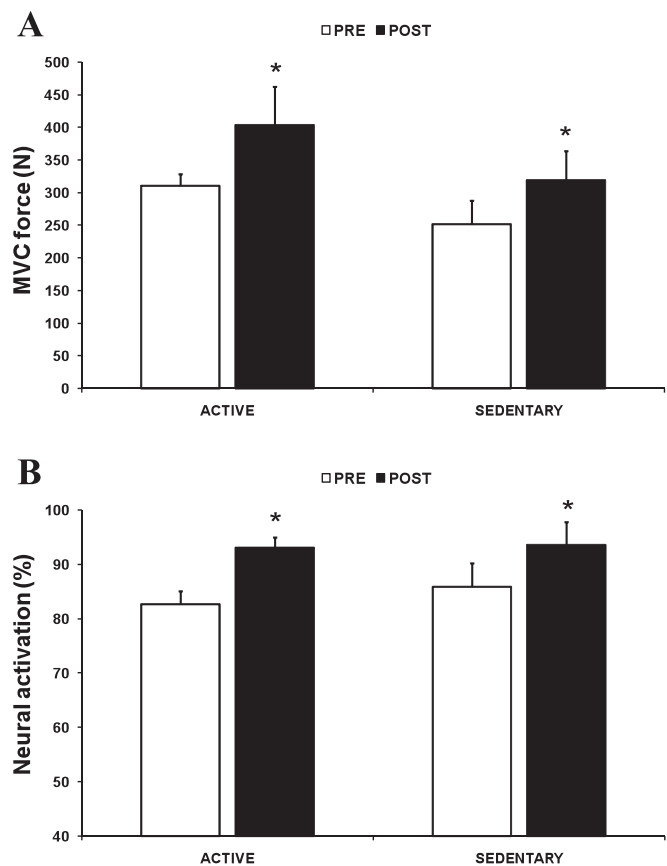 A
PRE POST
MVC force (N)
500
450
400
350
300
250
200
150
100
50
0
*
*
ACTIVE SEDENTARY
B
PRE POST
Neural activation (%)
100
90
80
70
60
50
40
*
*
ACTIVE SEDENTARY